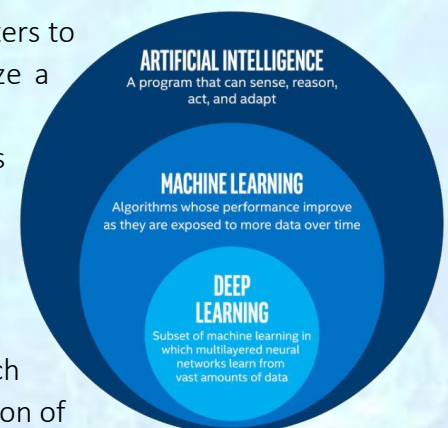 ters to
ze a
s
ch
on of
ARTIFICIAL INTELLIGENCE
A program that can sense, reason,
act, and adapt
MACHINE LEARNING
Algorithms whose performance improve
as they are exposed to more data over time
DEEP
LEARNING
Subset of machine learning in
which multilayered neural
networks learn from
vast amounts of data